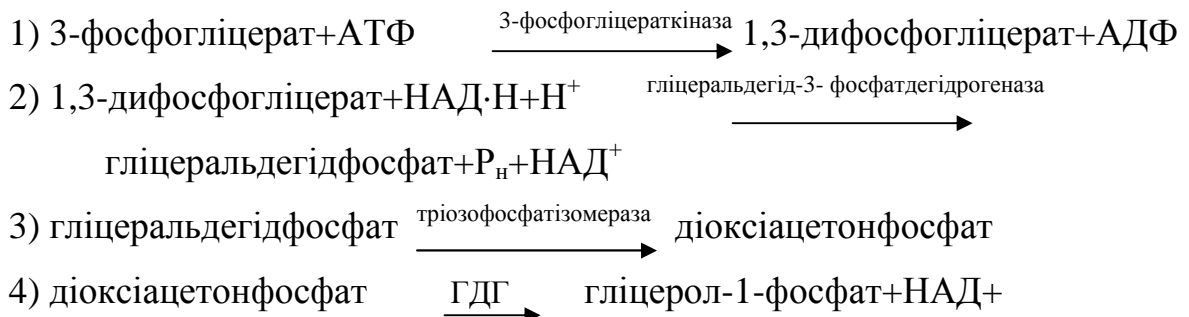 1) 3-фосфогліцерат+АТФ 3-фосфогліцераткіназа 1,3-дифосфогліцерат+АДФ
2) 1,3-дифосфогліцерат+НАД·Н+Н⁺ гліцеральдегід-3- фосфатдегідрогеназа
гліцеральдегідфосфат+Рₙ+НАД⁺
3) гліцеральдегідфосфат тріозофосфатізомераза діоксіацетонфосфат
4) діоксіацетонфосфат ГДГ гліцерол-1-фосфат+НАД+